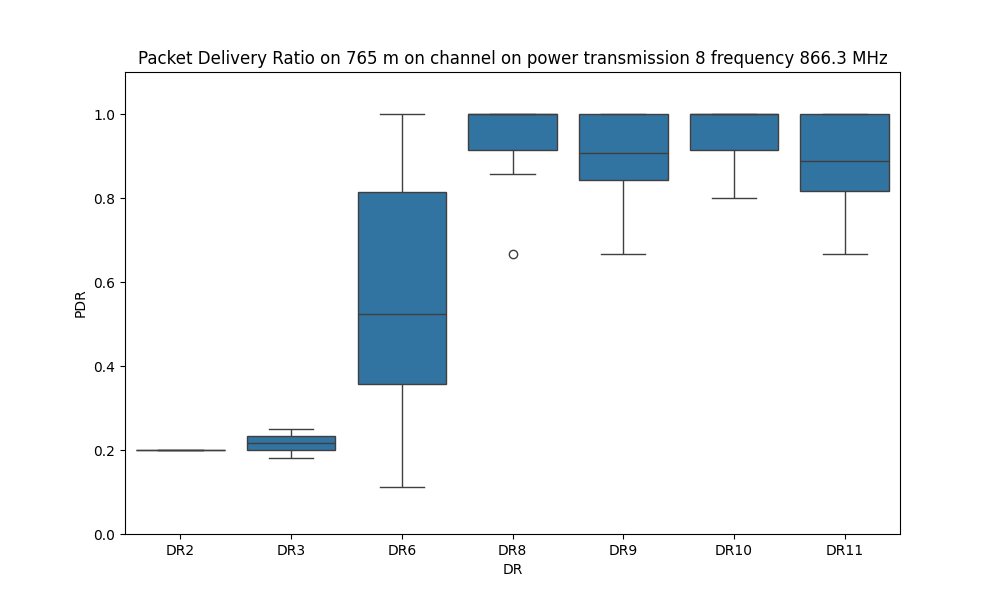 Packet Delivery Ratio on 765 m on channel on power transmission 8 frequency 866.3 MHz
PDR
1.0
0.8
0.6
0.4
0.2
0.0
DR2 DR3 DR6 DR8 DR9 DR10 DR11
DR